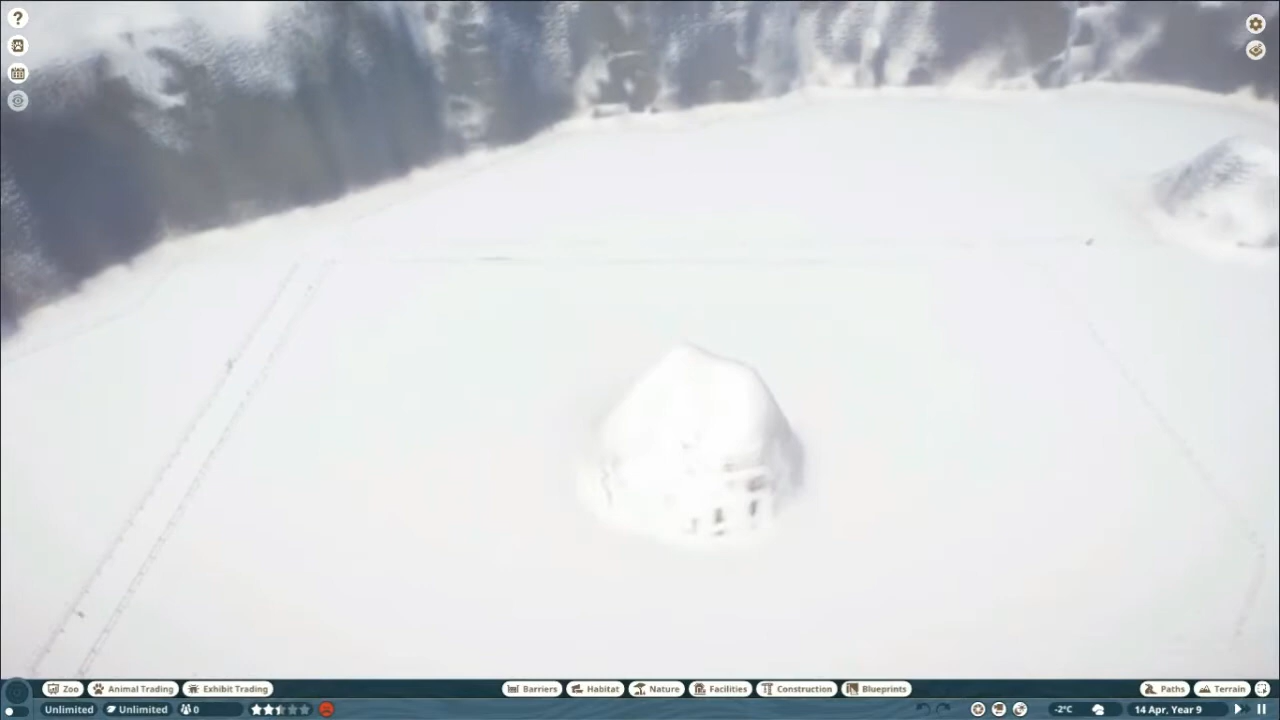 ?
Zoo Animal Trading Exhibit Trading Barriers Habitat Nature Facilities Construction Blueprints Paths Terrain
Unlimited Unlimited 0 -2°C 14 Apr, Year 9